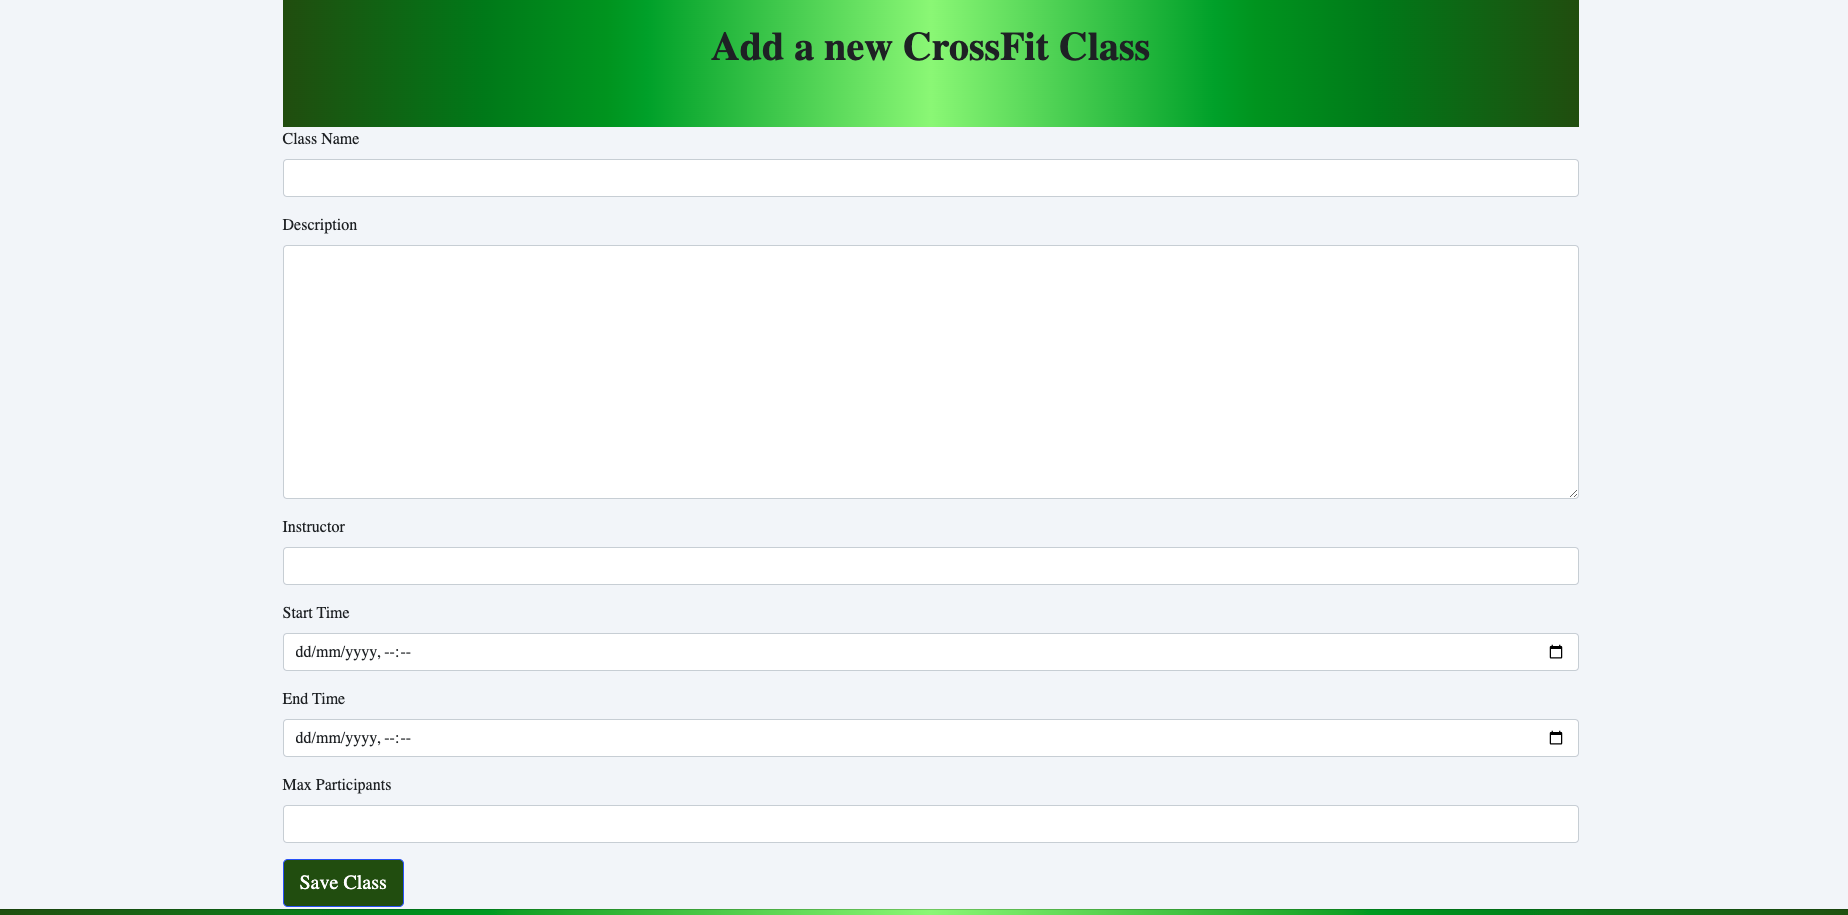 Add a new CrossFit Class
Class Name
Description
Instructor
Start Time
dd/mm/yyyy, --:--
End Time
dd/mm/yyyy, --:--
Max Participants
Save Class